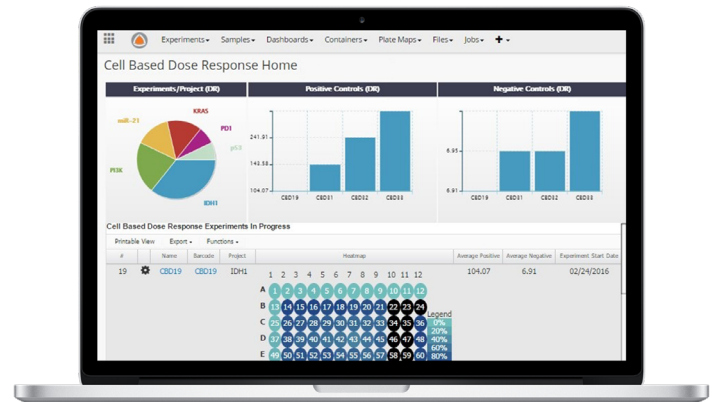 Experiments Samples Dashboards Containers Plate Maps Files Jobs +
Cell Based Dose Response Home
Experiments/Project (DR) Positive Controls (DR) Negative Controls (DR)
KRAS
miR-21
PD1
p53
PI3K
IDH1
241.91
104.07
CBD19 CBD31 CBD32 CBD33
6.95
6.91
CBD19 CBD31 CBD32 CBD33
Cell Based Dose Response Experiments In Progress
Printable View Export Functions
# Name Barcode Project Heatmap Average Positive Average Negative Experiment Start Date
19 CBD19 CBD19 IDH1 104.07 6.91 02/24/2016
1 2 3 4 5 6 7 8 9 10 11 12
A 1 2 3 4 5 6 7 8 9 10 11 12
B 13 14 15 16 17 18 19 20 21 22 23 24
Legend
C 25 26 27 28 29 30 31 32 33 34 35 36 0%
20%
D 37 38 39 40 41 42 43 44 45 46 47 48 40%
60%
E 49 50 51 52 53 54 55 56 57 58 59 60 80%